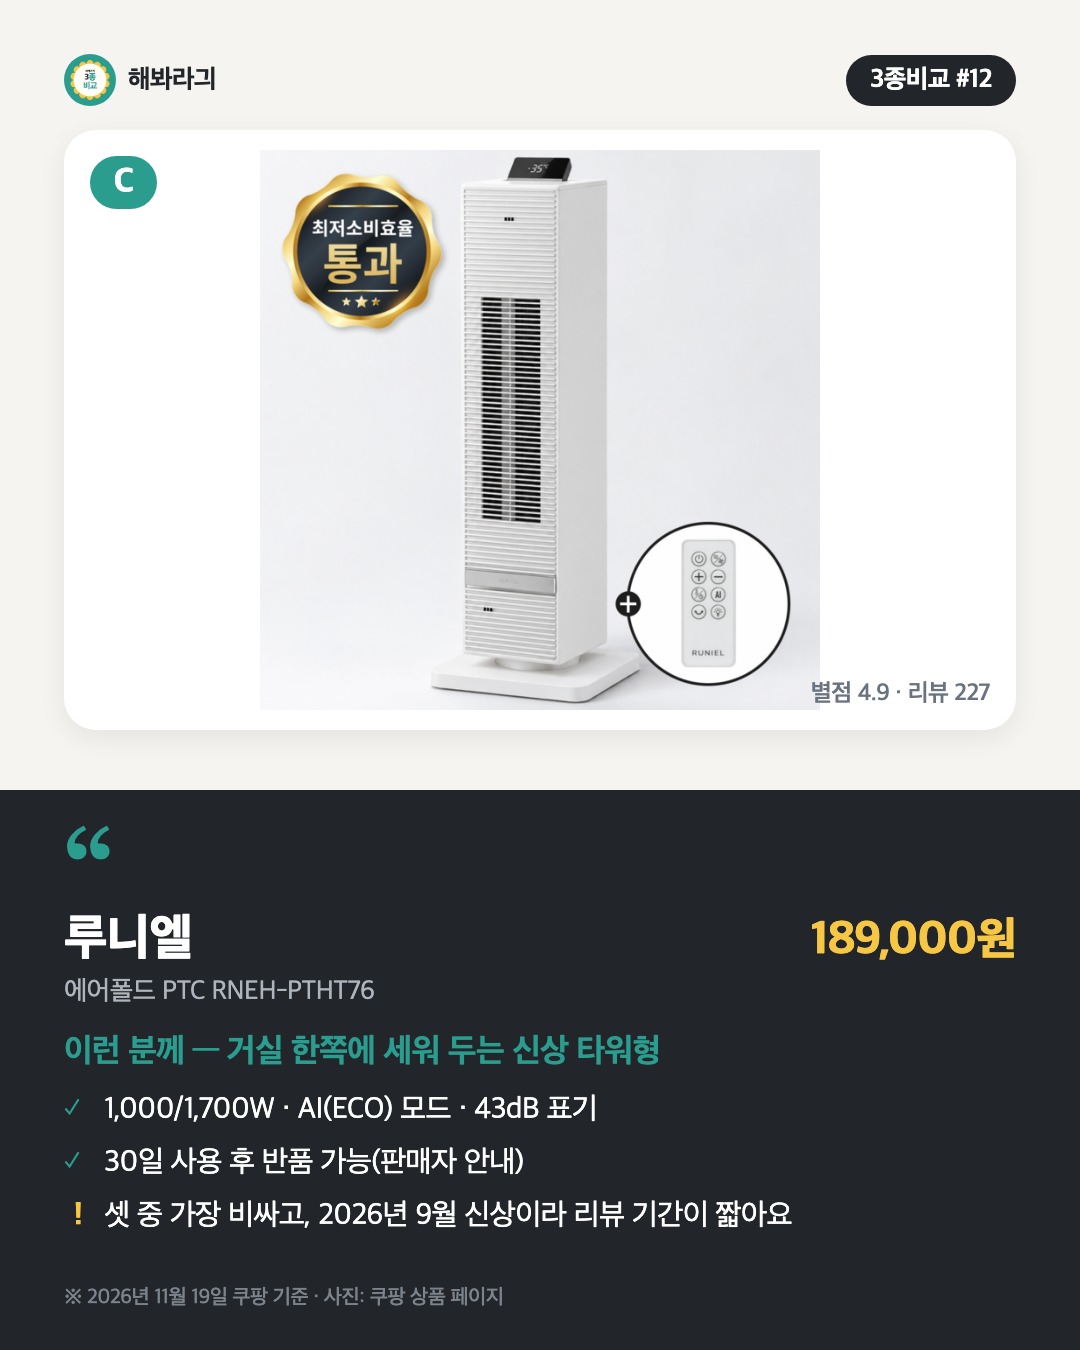 3종
비교
해봐라긔
3종비교 #12
C
-35°
최저소비효율
통과
AI
RUNIEL
별점 4.9 · 리뷰 227
“
루니엘
189,000원
에어폴드 PTC RNEH-PTHT76
이런 분께 — 거실 한쪽에 세워 두는 신상 타워형
✓ 1,000/1,700W · AI(ECO) 모드 · 43dB 표기
✓ 30일 사용 후 반품 가능(판매자 안내)
! 셋 중 가장 비싸고, 2026년 9월 신상이라 리뷰 기간이 짧아요
※ 2026년 11월 19일 쿠팡 기준 · 사진: 쿠팡 상품 페이지